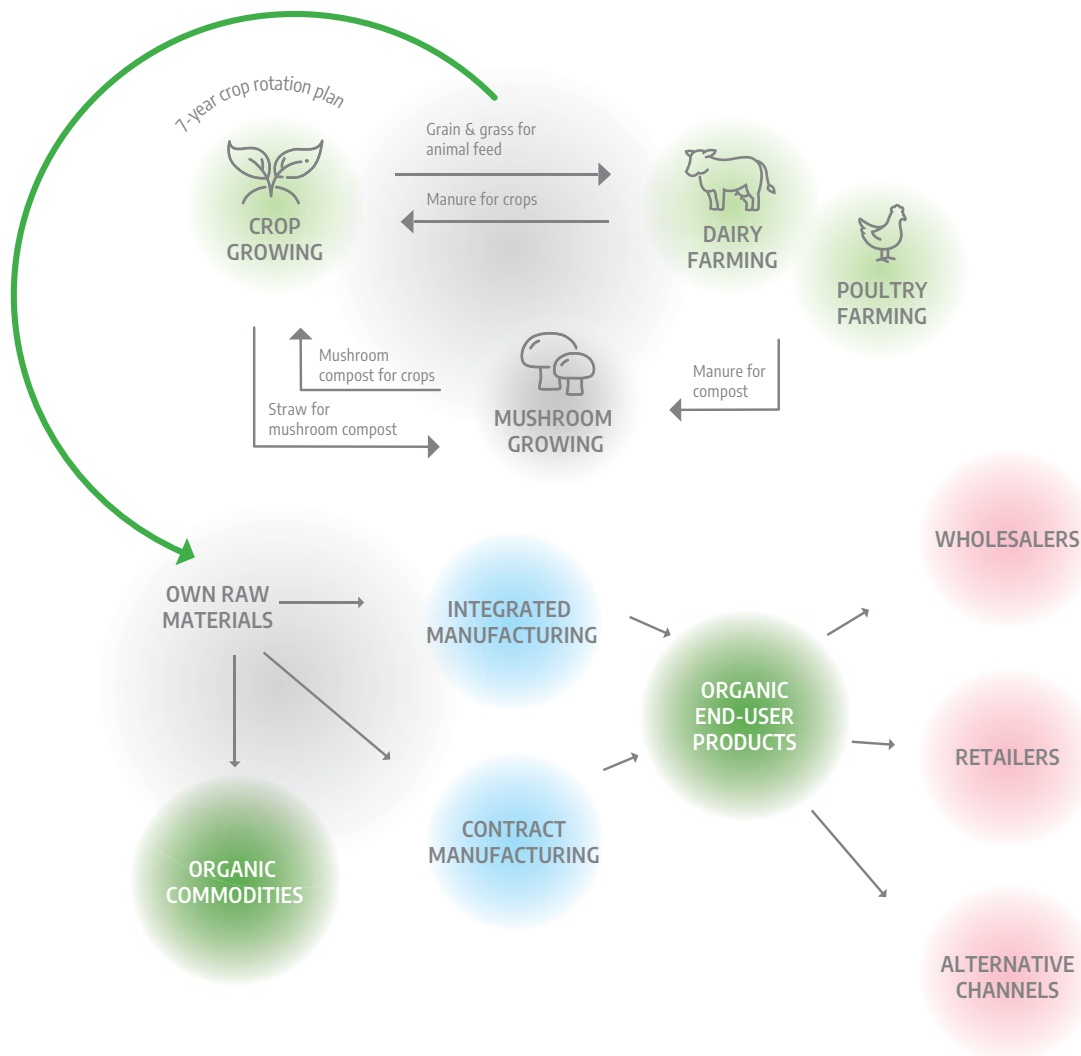 7-year crop rotation plan
CROP
GROWING
Grain & grass for
animal feed
Manure for crops
DAIRY
FARMING
POULTRY
FARMING
Mushroom
compost for crops
Straw for
mushroom compost
MUSHROOM
GROWING
Manure for
compost
OWN RAW
MATERIALS
INTEGRATED
MANUFACTURING
CONTRACT
MANUFACTURING
ORGANIC
COMMODITIES
ORGANIC
END-USER
PRODUCTS
WHOLESALERS
RETAILERS
ALTERNATIVE
CHANNELS